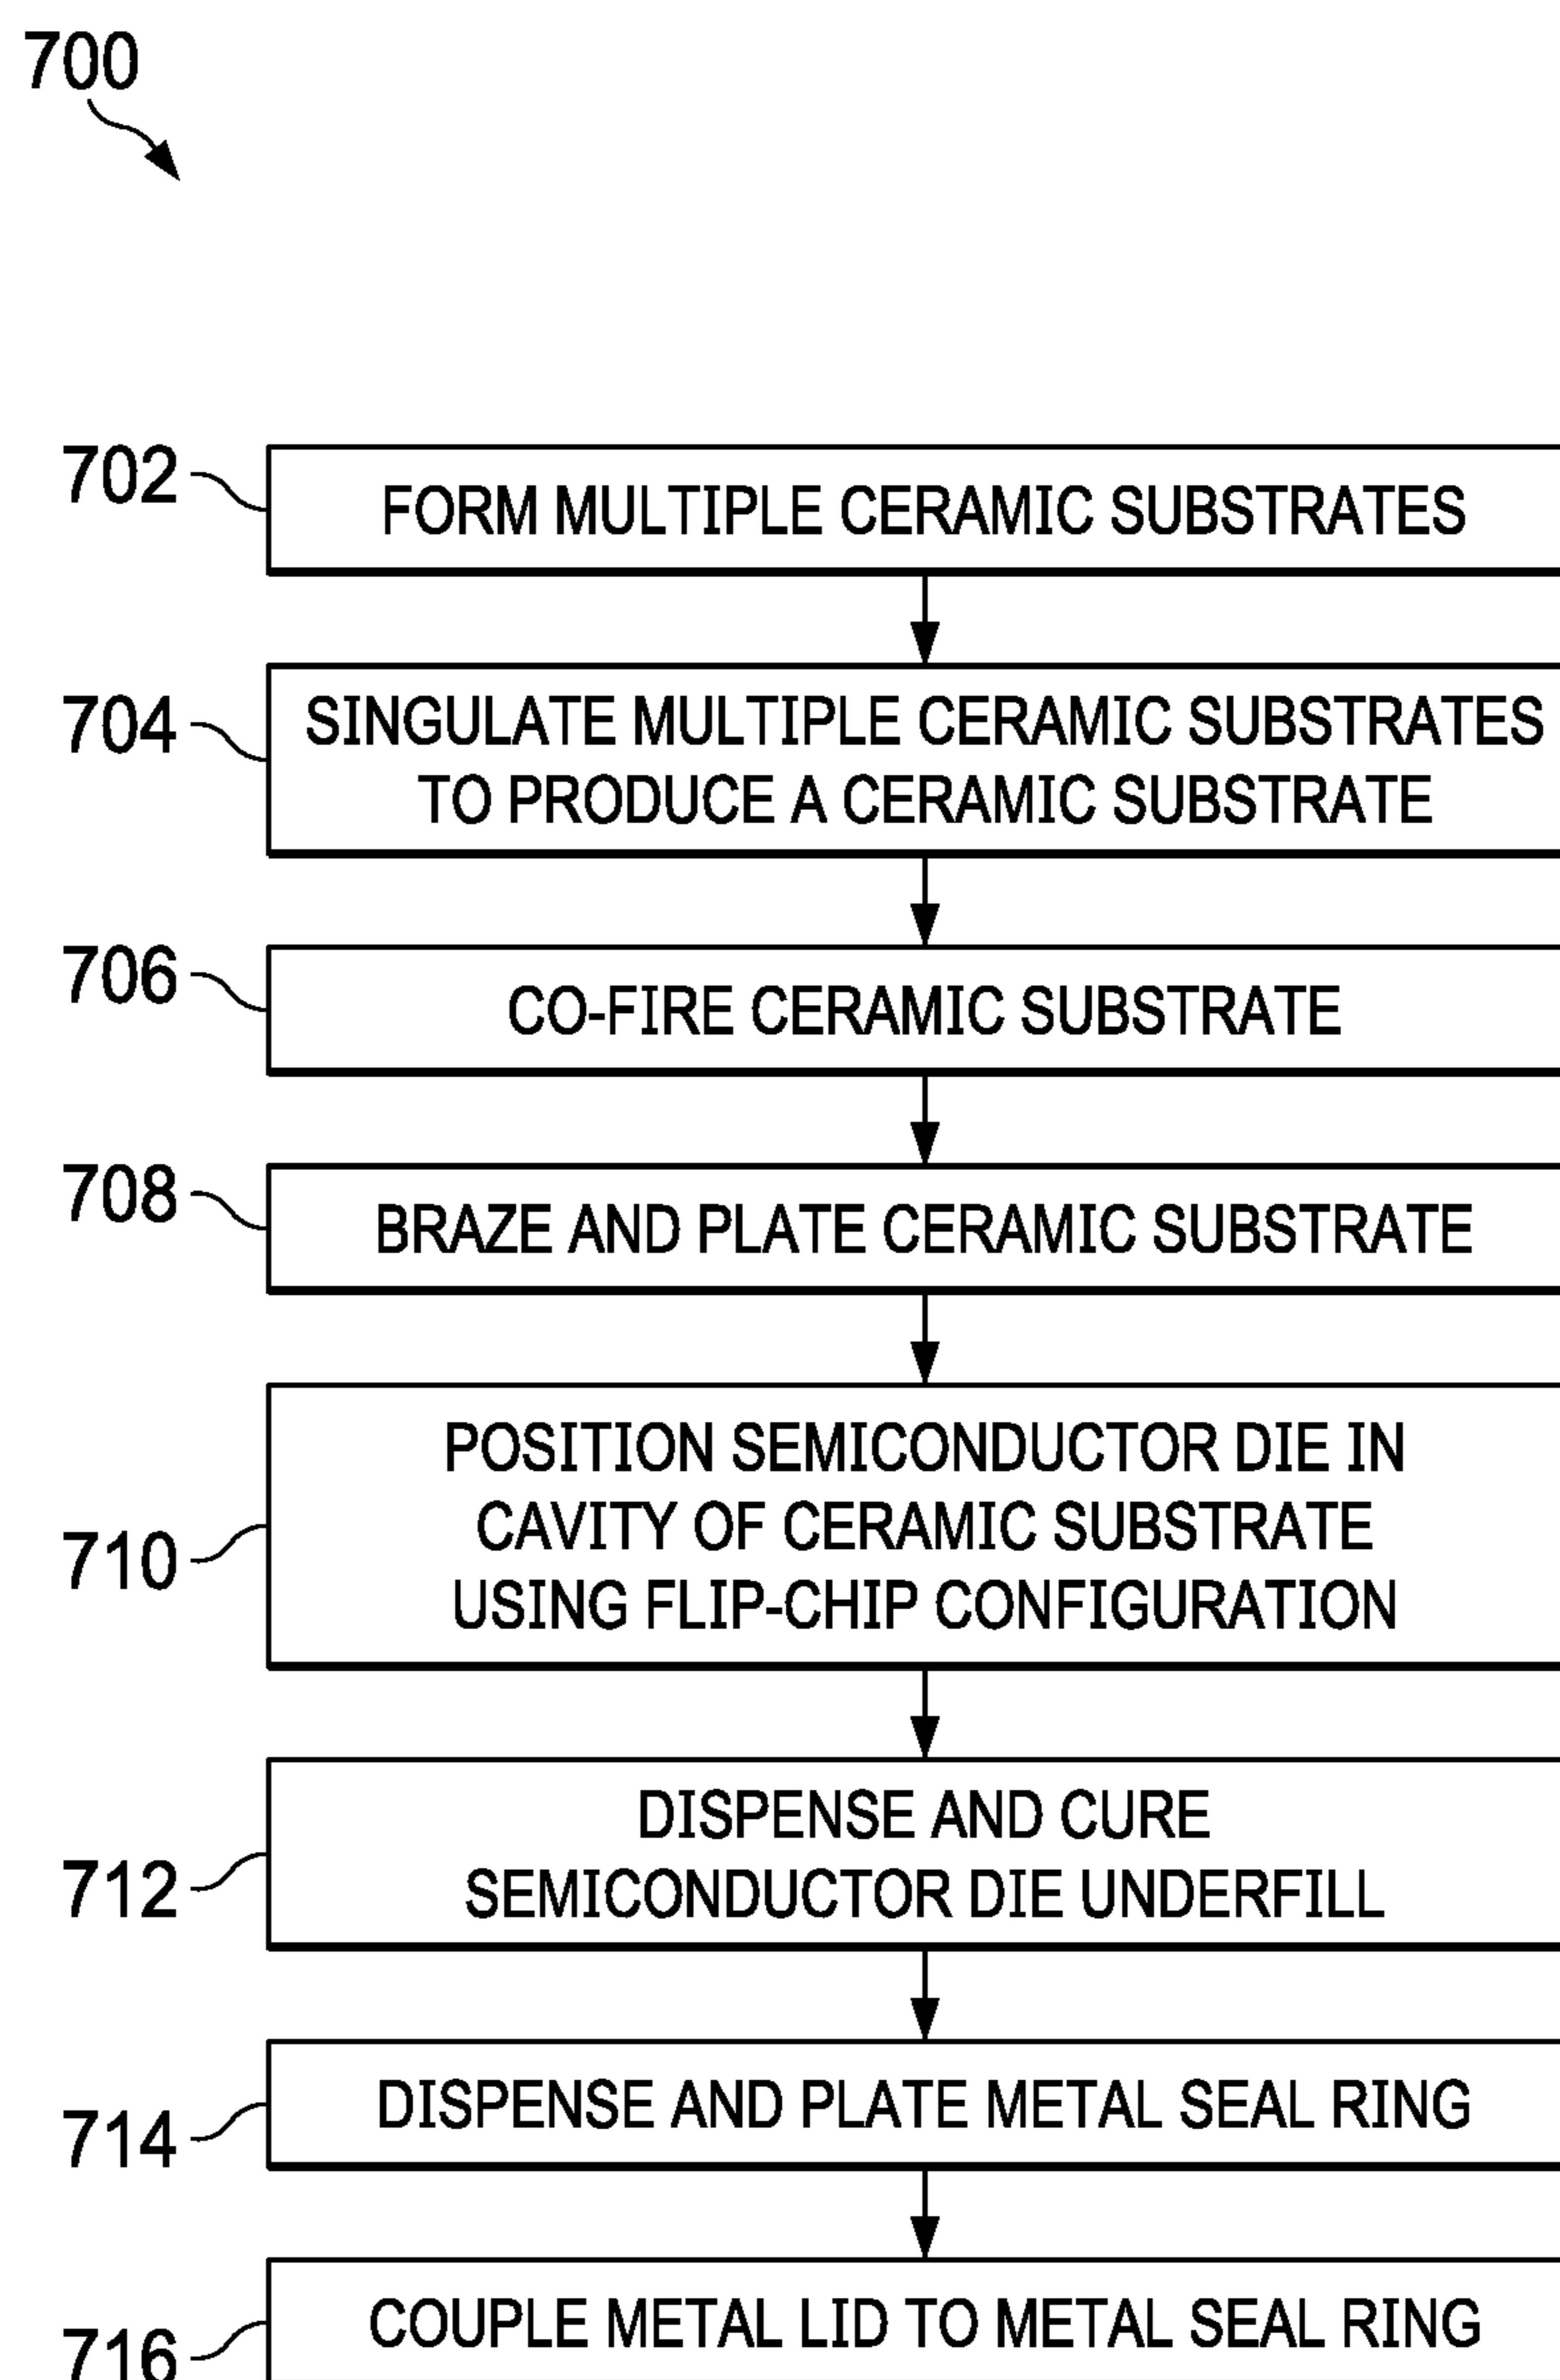 700
702
FORM MULTIPLE CERAMIC SUBSTRATES
704
SINGULATE MULTIPLE CERAMIC SUBSTRATES
TO PRODUCE A CERAMIC SUBSTRATE
706
CO-FIRE CERAMIC SUBSTRATE
708
BRAZE AND PLATE CERAMIC SUBSTRATE
710
POSITION SEMICONDUCTOR DIE IN
CAVITY OF CERAMIC SUBSTRATE
USING FLIP-CHIP CONFIGURATION
712
DISPENSE AND CURE
SEMICONDUCTOR DIE UNDERFILL
714
DISPENSE AND PLATE METAL SEAL RING
716
COUPLE METAL LID TO METAL SEAL RING